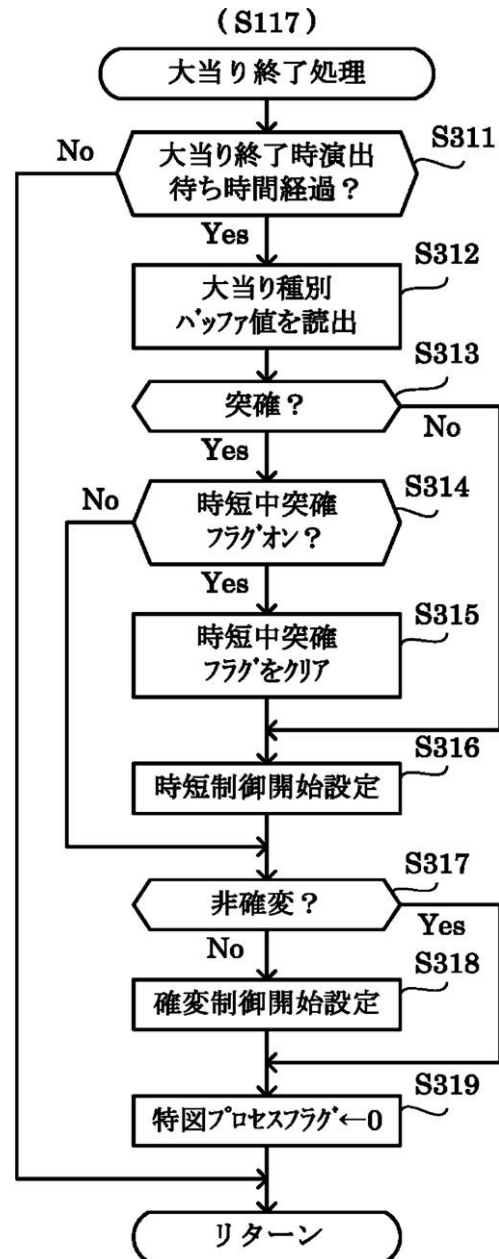 (S117)
大当り終了処理
S311
No
大当り終了時演出
待ち時間経過？
Yes
S312
大当り種別
バッファ値を読出
S313
突確？
No
Yes
S314
No
時短中突確
フラグオン？
Yes
S315
時短中突確
フラグをクリア
S316
時短制御開始設定
S317
非確変？
Yes
No
S318
確変制御開始設定
S319
特図プロセスフラグ←0
リターン